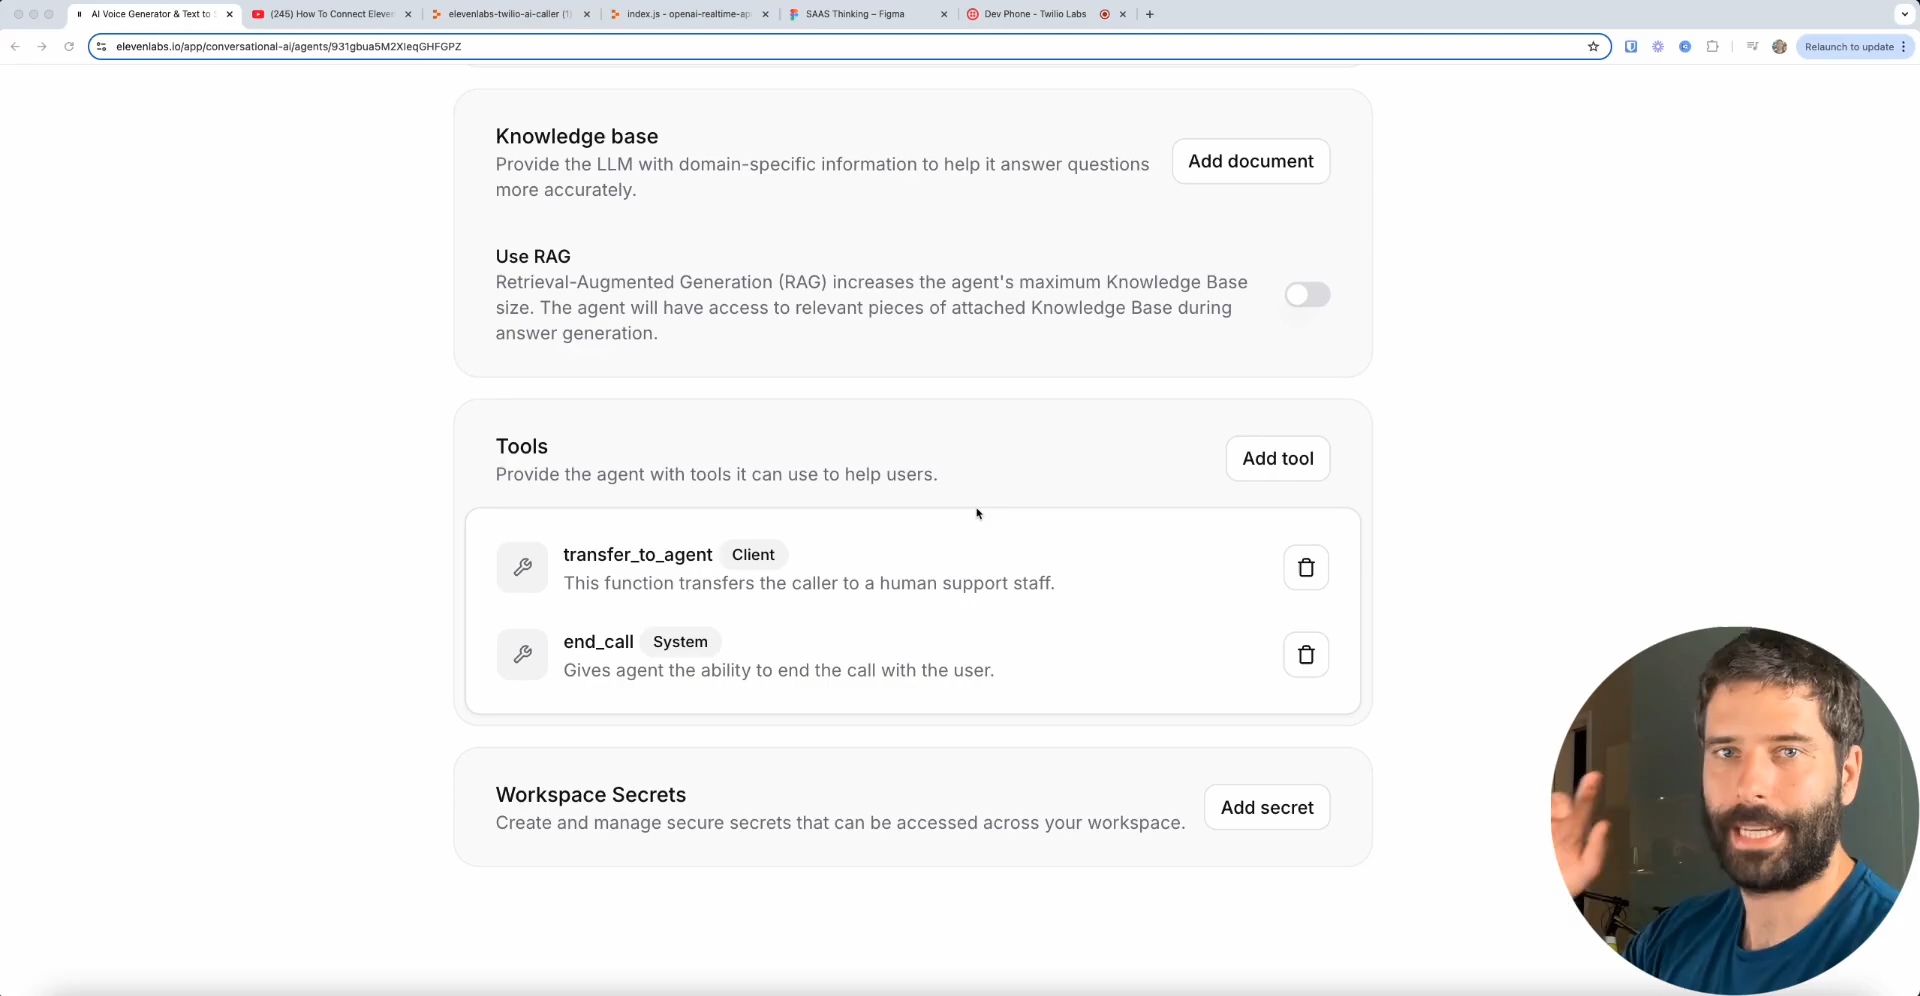 AI Voice Generator & Text to S
(245) How To Connect Eleven
elevenlabs-twilio-ai-caller (1)
index.js - openai-realtime-ap
SAAS Thinking – Figma
Dev Phone - Twilio Labs
elevenlabs.io/app/conversational-ai/agents/931gbua5M2XIeqGHFGPZ
Relaunch to update
Knowledge base
Provide the LLM with domain-specific information to help it answer questions
more accurately.
Add document
Use RAG
Retrieval-Augmented Generation (RAG) increases the agent's maximum Knowledge Base
size. The agent will have access to relevant pieces of attached Knowledge Base during
answer generation.
Tools
Provide the agent with tools it can use to help users.
Add tool
transfer_to_agent Client
This function transfers the caller to a human support staff.
end_call System
Gives agent the ability to end the call with the user.
Workspace Secrets
Create and manage secure secrets that can be accessed across your workspace.
Add secret